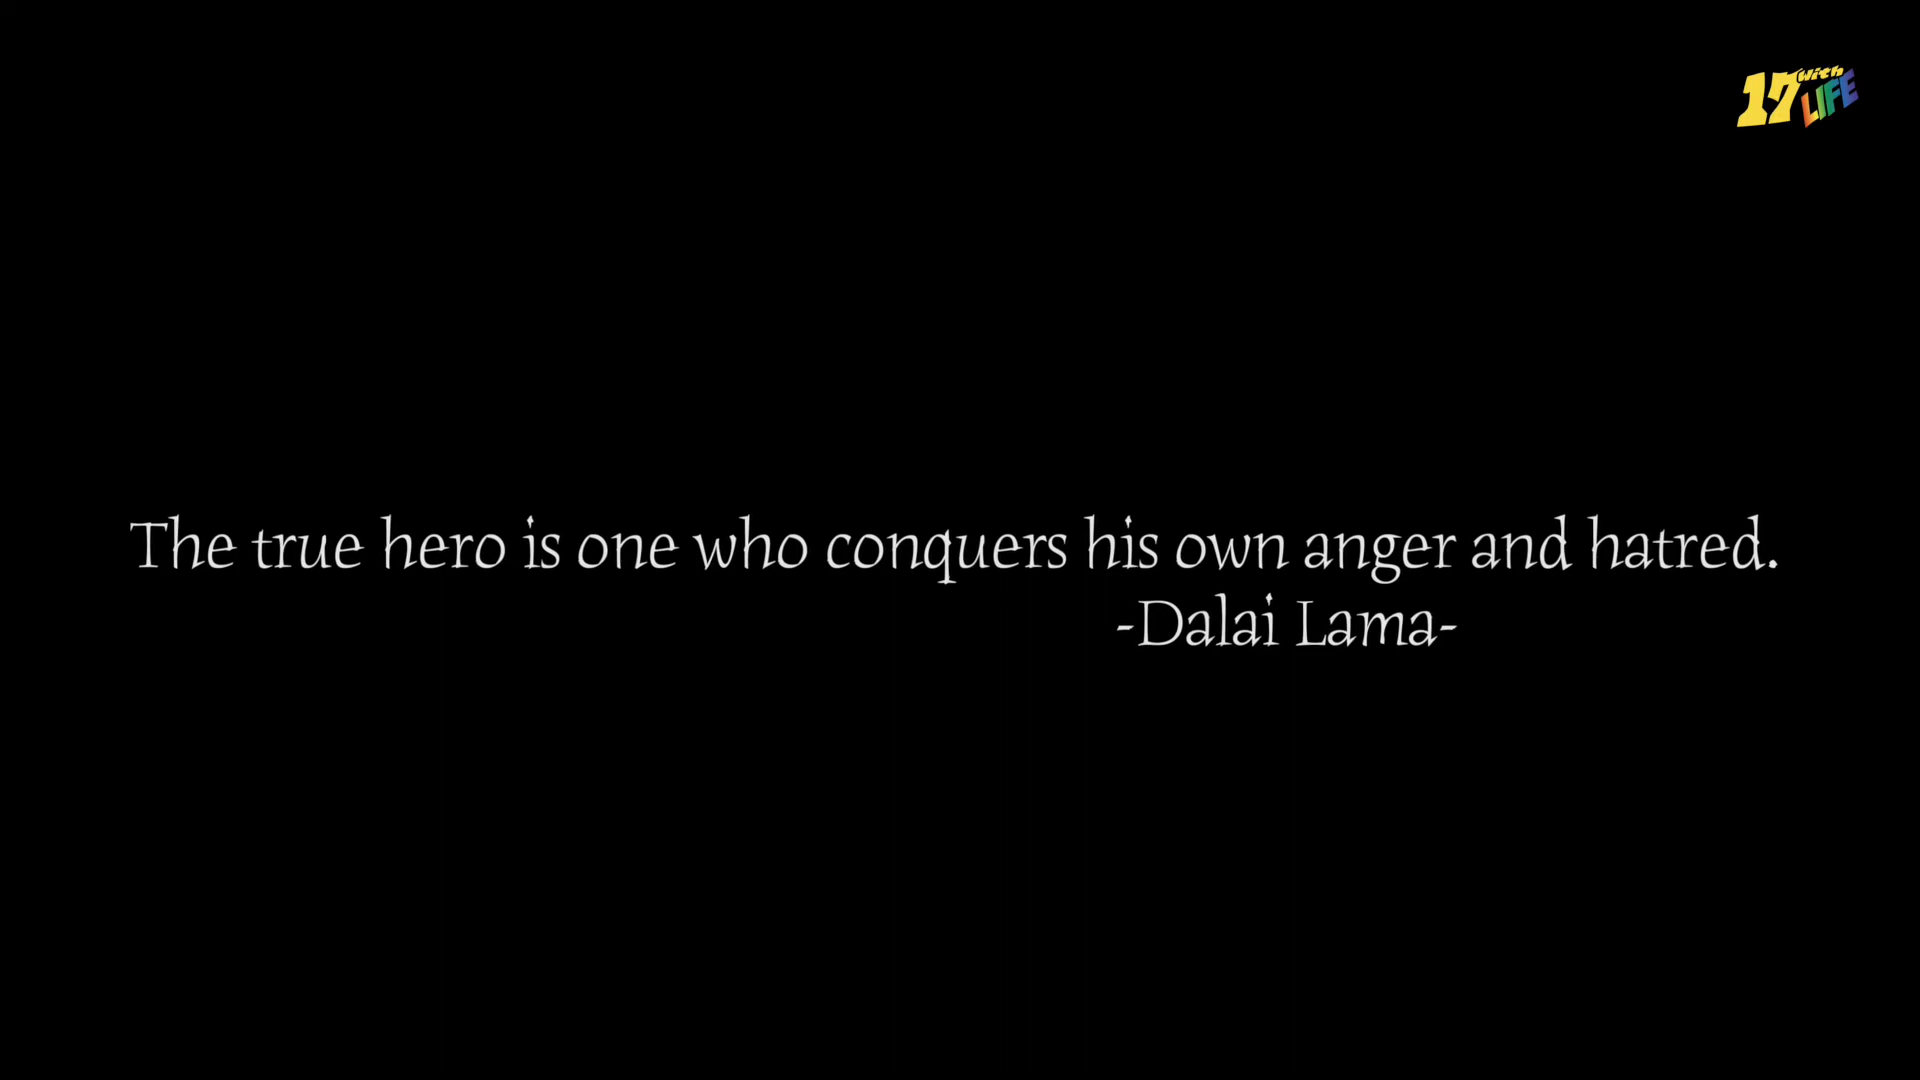 17 with LIFE
The true hero is one who conquers his own anger and hatred.
-Dalai Lama-